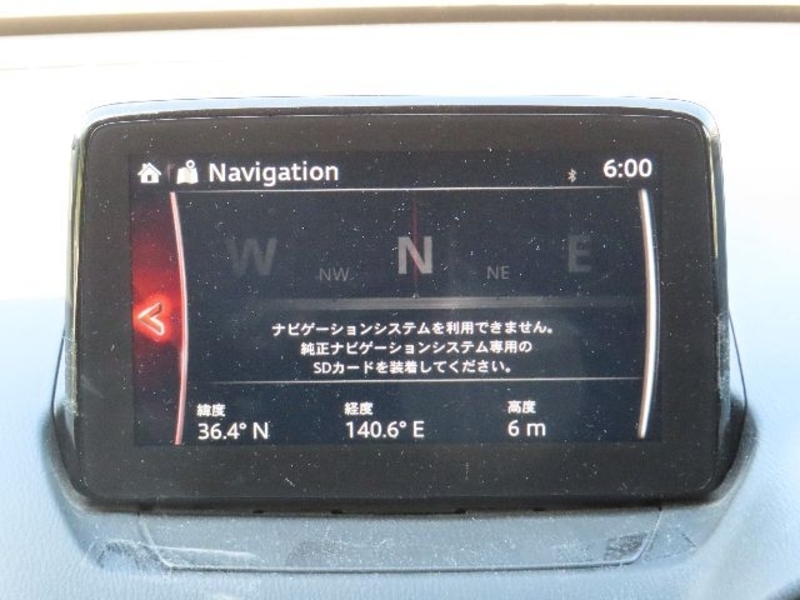 Navigation 6:00
W NW N NE E
ナビゲーションシステムを利用できません。
純正ナビゲーションシステム専用の
SDカードを装着してください。
緯度 経度 高度
36.4° N 140.6° E 6 m